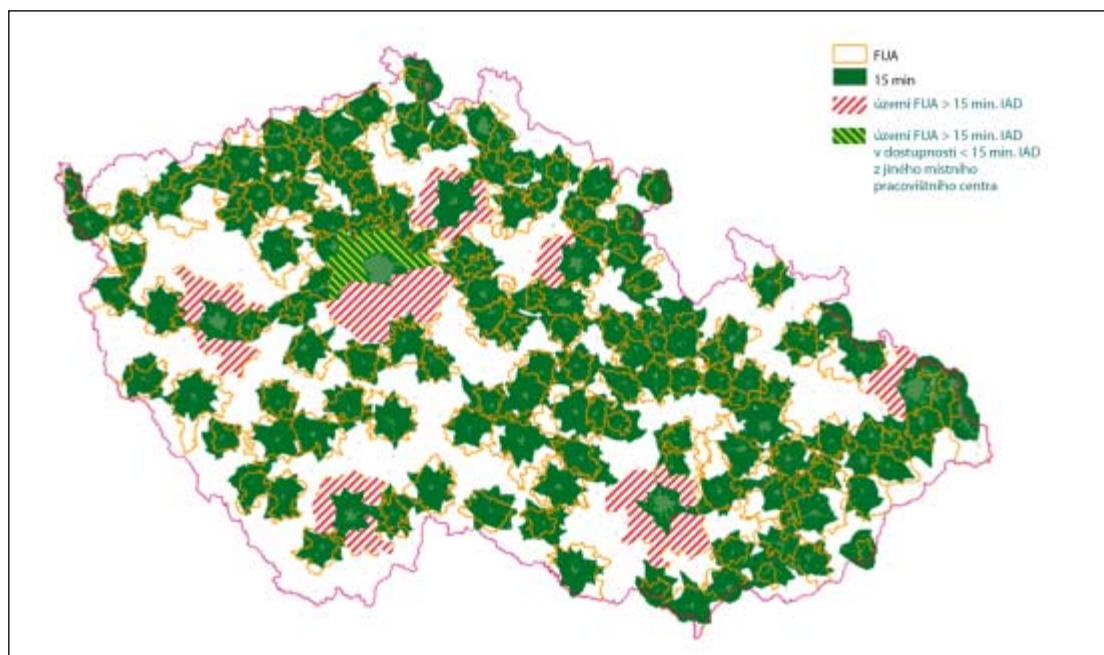 FUA
15 min
území FUA > 15 min. IAD
území FUA > 15 min. IAD
v dostupnosti < 15 min. IAD
z jiného místního
pracovištního centra